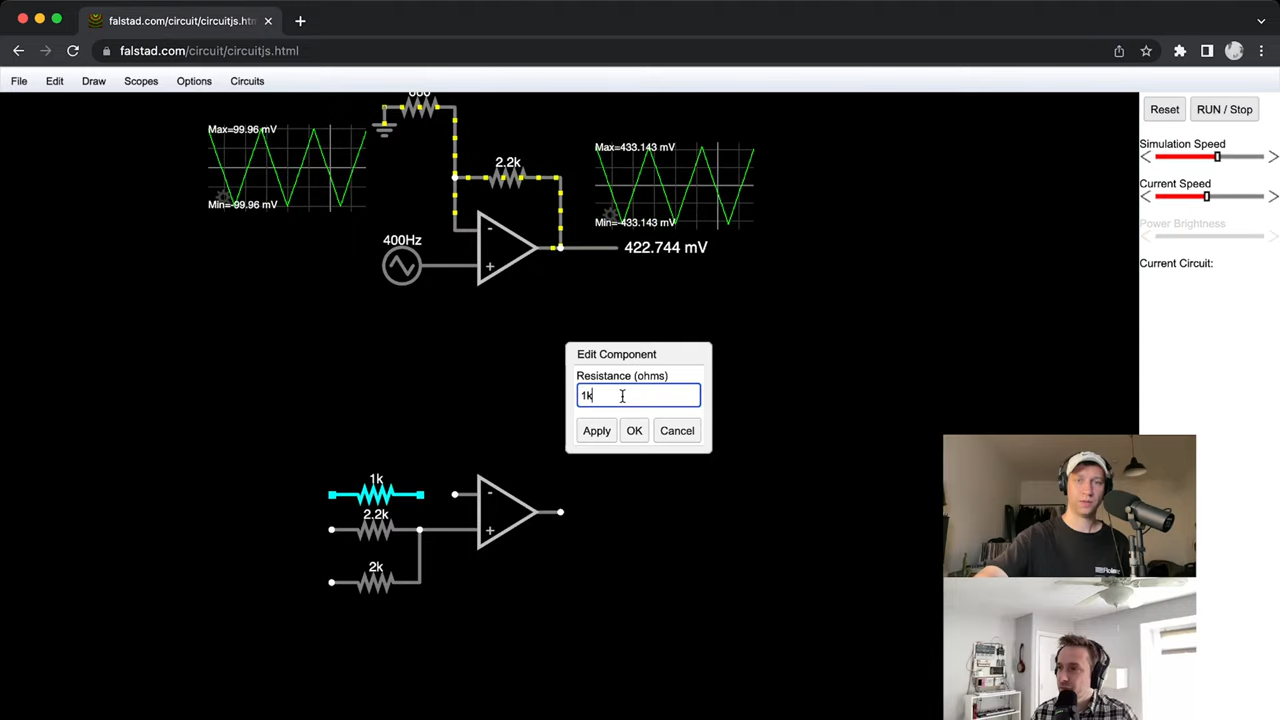 falstad.com/circuit/circuitjs.htm
falstad.com/circuit/circuitjs.html
File Edit Draw Scopes Options Circuits
Reset RUN / Stop
Simulation Speed
Current Speed
Power Brightness
Current Circuit:
Max=99.96 mV
Min=-99.96 mV
2.2k
Max=433.143 mV
Min=-433.143 mV
400Hz
-
+
422.744 mV
Edit Component
Resistance (ohms)
1k
Apply OK Cancel
1k
2.2k
2k
-
+
Roland